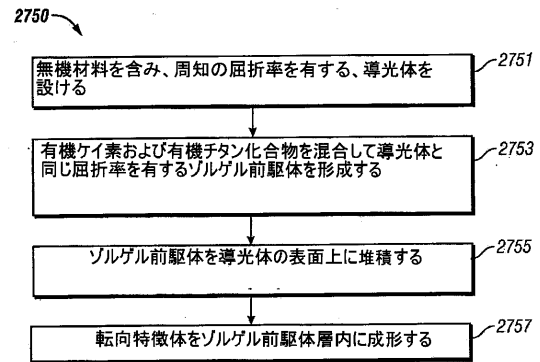 2750
無機材料を含み、周知の屈折率を有する、導光体を
設ける
2751
有機ケイ素および有機チタン化合物を混合して導光体と
同じ屈折率を有するゾルゲル前駆体を形成する
2753
ゾルゲル前駆体を導光体の表面上に堆積する
2755
転向特徴体をゾルゲル前駆体層内に成形する
2757